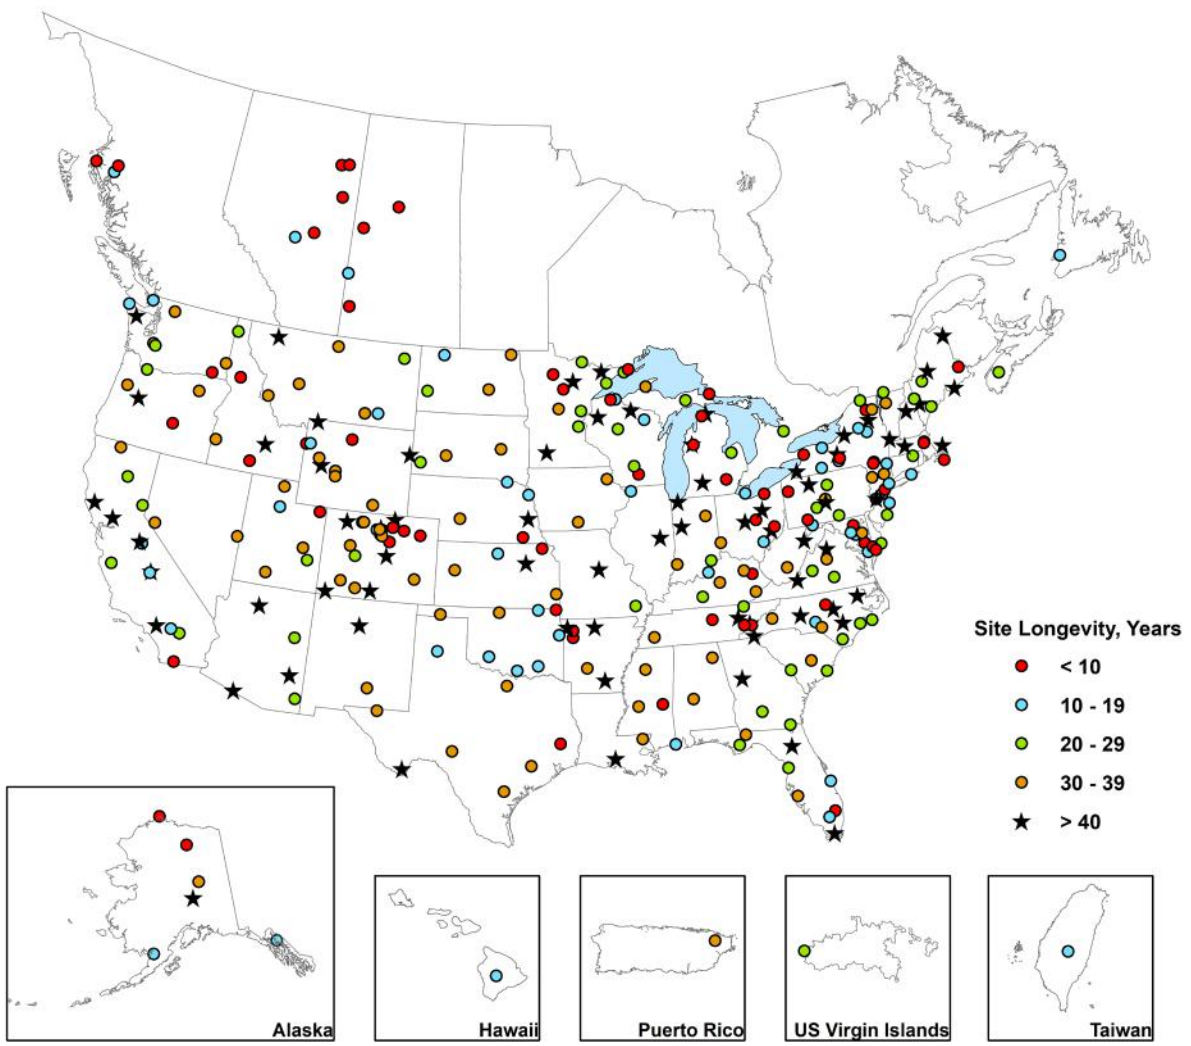 Site Longevity, Years
< 10
10 - 19
20 - 29
30 - 39
> 40
Alaska
Hawaii
Puerto Rico
US Virgin Islands
Taiwan